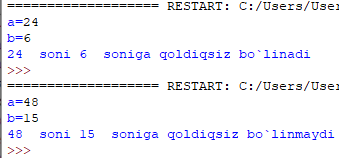 =================== RESTART: C:/Users/User
a=24
b=6
24  soni 6  soniga qoldiqsiz bo`linadi
>>>
=================== RESTART: C:/Users/User
a=48
b=15
48  soni 15  soniga qoldiqsiz bo`linmaydi
>>>